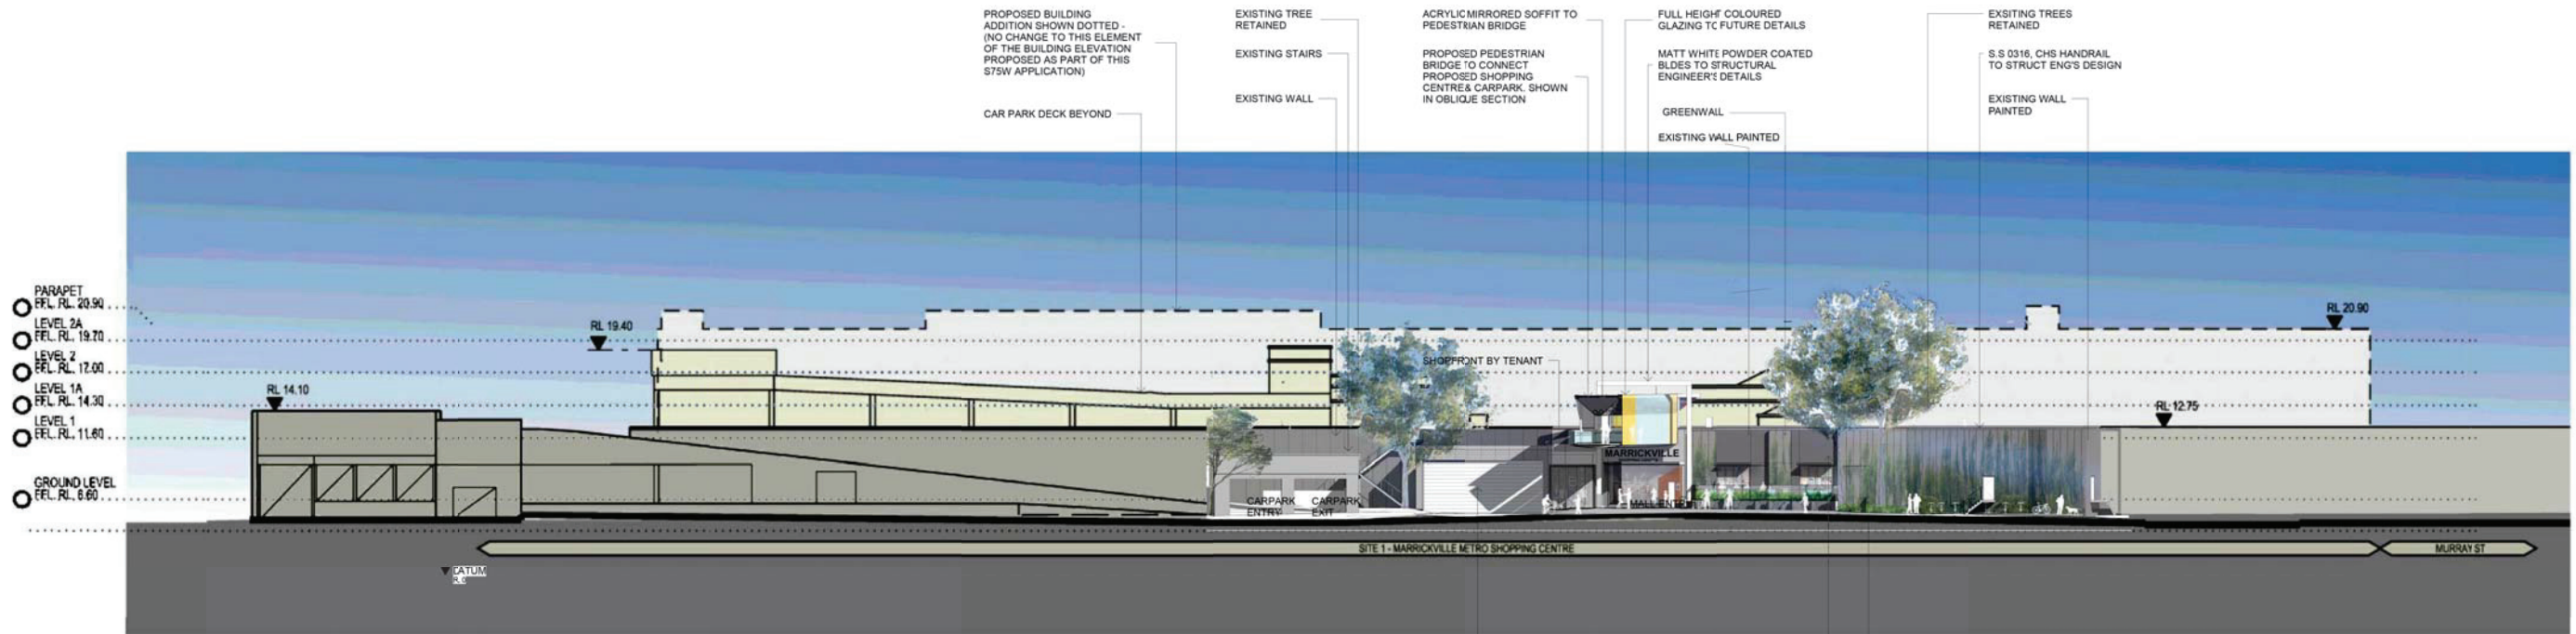 PROPOSED BUILDING
ADDITION SHOWN DOTTED -
(NO CHANGE TO THIS ELEMENT
OF THE BUILDING ELEVATION
PROPOSED AS PART OF THIS
S75W APPLICATION)
CAR PARK DECK BEYOND
EXISTING TREE
RETAINED
EXISTING STAIRS
EXISTING WALL
ACRYLIC MIRRORED SOFFIT TO
PEDESTRIAN BRIDGE
PROPOSED PEDESTRIAN
BRIDGE TO CONNECT
PROPOSED SHOPPING
CENTRE& CARPARK. SHOWN
IN OBLIQUE SECTION
FULL HEIGHT COLOURED
GLAZING TO FUTURE DETAILS
MATT WHITE POWDER COATED
BLDES TO STRUCTURAL
ENGINEER'S DETAILS
GREENWALL
EXISTING WALL PAINTED
EXSITING TREES
RETAINED
S.S 0316, CHS HANDRAIL
TO STRUCT ENG'S DESIGN
EXISTING WALL
PAINTED
PARAPET
FFL. RL. 20.90
LEVEL 2A
FFL. RL. 19.70
LEVEL 2
FFL. RL. 17.00
LEVEL 1A
FFL. RL. 14.30
LEVEL 1
FFL. RL. 11.60
GROUND LEVEL
FFL. RL. 6.60
RL 14.10
RL 19.40
RL 20.90
RL 12.75
SHOPFRONT BY TENANT
MARRICKVILLE
CARPARK
ENTRY
CARPARK
EXIT
MALL ENTRY
SITE 1 - MARRICKVILLE METRO SHOPPING CENTRE
MURRAY ST
DATUM